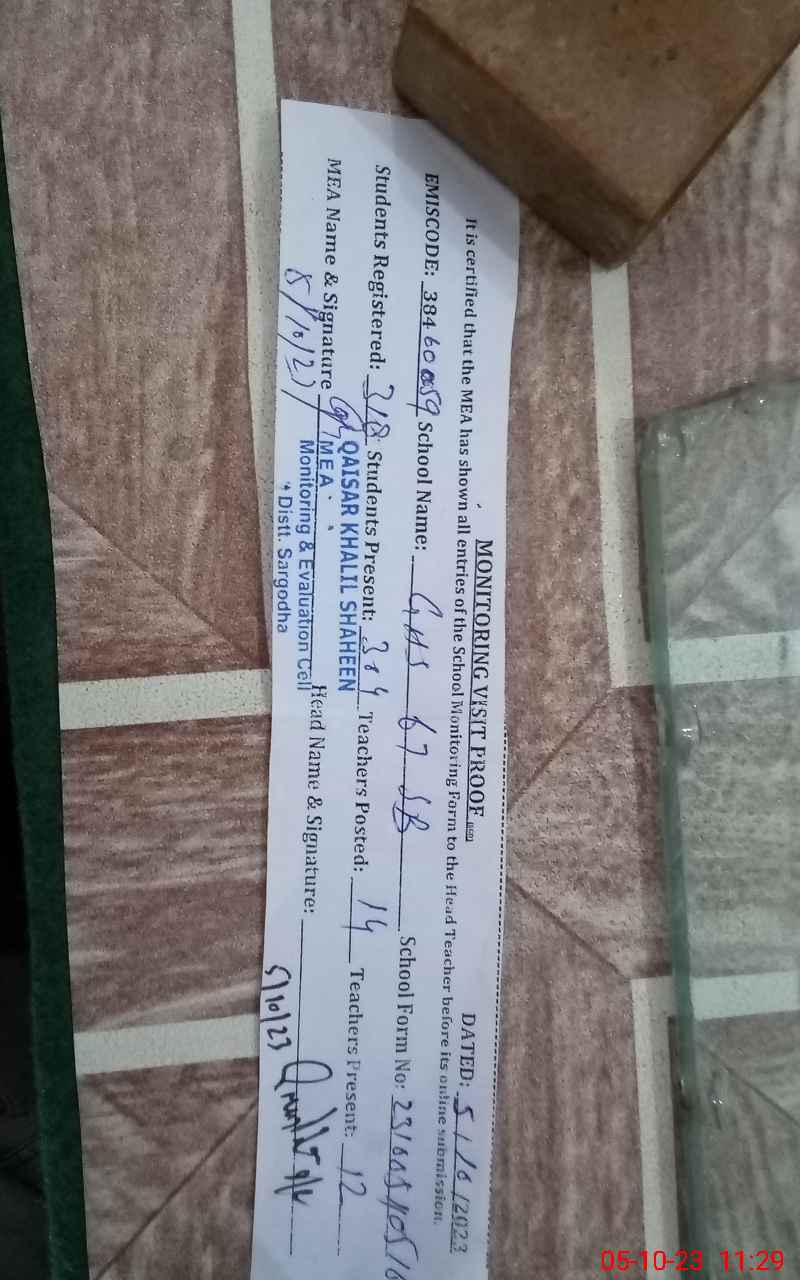 MONITORING VISIT PROOF DATED: 5/10/2023
It is certified that the MEA has shown all entries of the School Monitoring Form to the Head Teacher before its online submission.
EMISCODE: 38460059 School Name: GHS 67 SB School Form No:
Students Registered: 318 Students Present: 304 Teachers Posted: 14 Teachers Present: 12
MEA Name & Signature Head Name & Signature:
QAISAR KHALIL SHAHEEN
MEA
Monitoring & Evaluation Cell
Distt. Sargodha
5/10/23
5/10/23
05-10-23 11:29